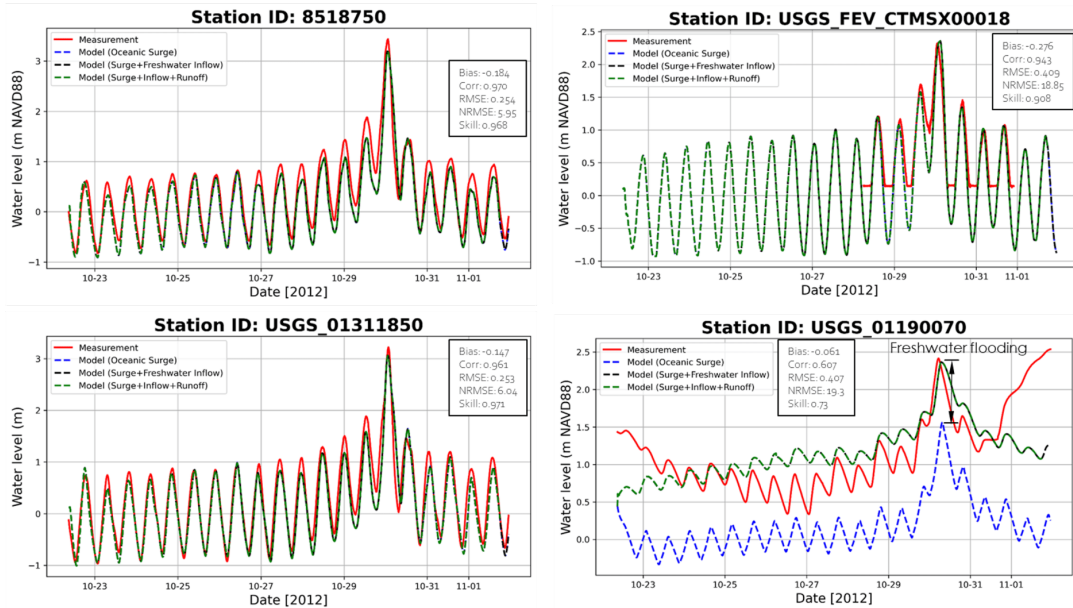 Station ID: 8518750
Measurement
Model (Oceanic Surge)
Model (Surge+Freshwater Inflow)
Model (Surge+Inflow+Runoff)
Bias: -0.184
Corr: 0.970
RMSE: 0.254
NRMSE: 5.95
Skill: 0.968
Water level (m NAVD88)
3
2
1
0
−1
10-23
10-25
10-27
10-29
10-31
11-01
Date [2012]
Station ID: USGS_FEV_CTMSX00018
Measurement
Model (Oceanic Surge)
Model (Surge+Freshwater Inflow)
Model (Surge+Inflow+Runoff)
Bias: -0.276
Corr: 0.943
RMSE: 0.409
NRMSE: 18.85
Skill: 0.908
Water level (m NAVD88)
2.5
2.0
1.5
1.0
0.5
0.0
−0.5
−1.0
10-23
10-25
10-27
10-29
10-31
11-01
Date [2012]
Station ID: USGS_01311850
Measurement
Model (Oceanic Surge)
Model (Surge+Freshwater Inflow)
Model (Surge+Inflow+Runoff)
Bias: -0.147
Corr: 0.961
RMSE: 0.253
NRMSE: 6.04
Skill: 0.971
Water level (m)
3
2
1
0
−1
10-23
10-25
10-27
10-29
10-31
11-01
Date [2012]
Station ID: USGS_01190070
Measurement
Model (Oceanic Surge)
Model (Surge+Freshwater Inflow)
Model (Surge+Inflow+Runoff)
Bias: -0.061
Corr: 0.607
RMSE: 0.407
NRMSE: 19.3
Skill: 0.73
Freshwater flooding
Water level (m NAVD88)
2.5
2.0
1.5
1.0
0.5
0.0
10-23
10-25
10-27
10-29
10-31
11-01
Date [2012]